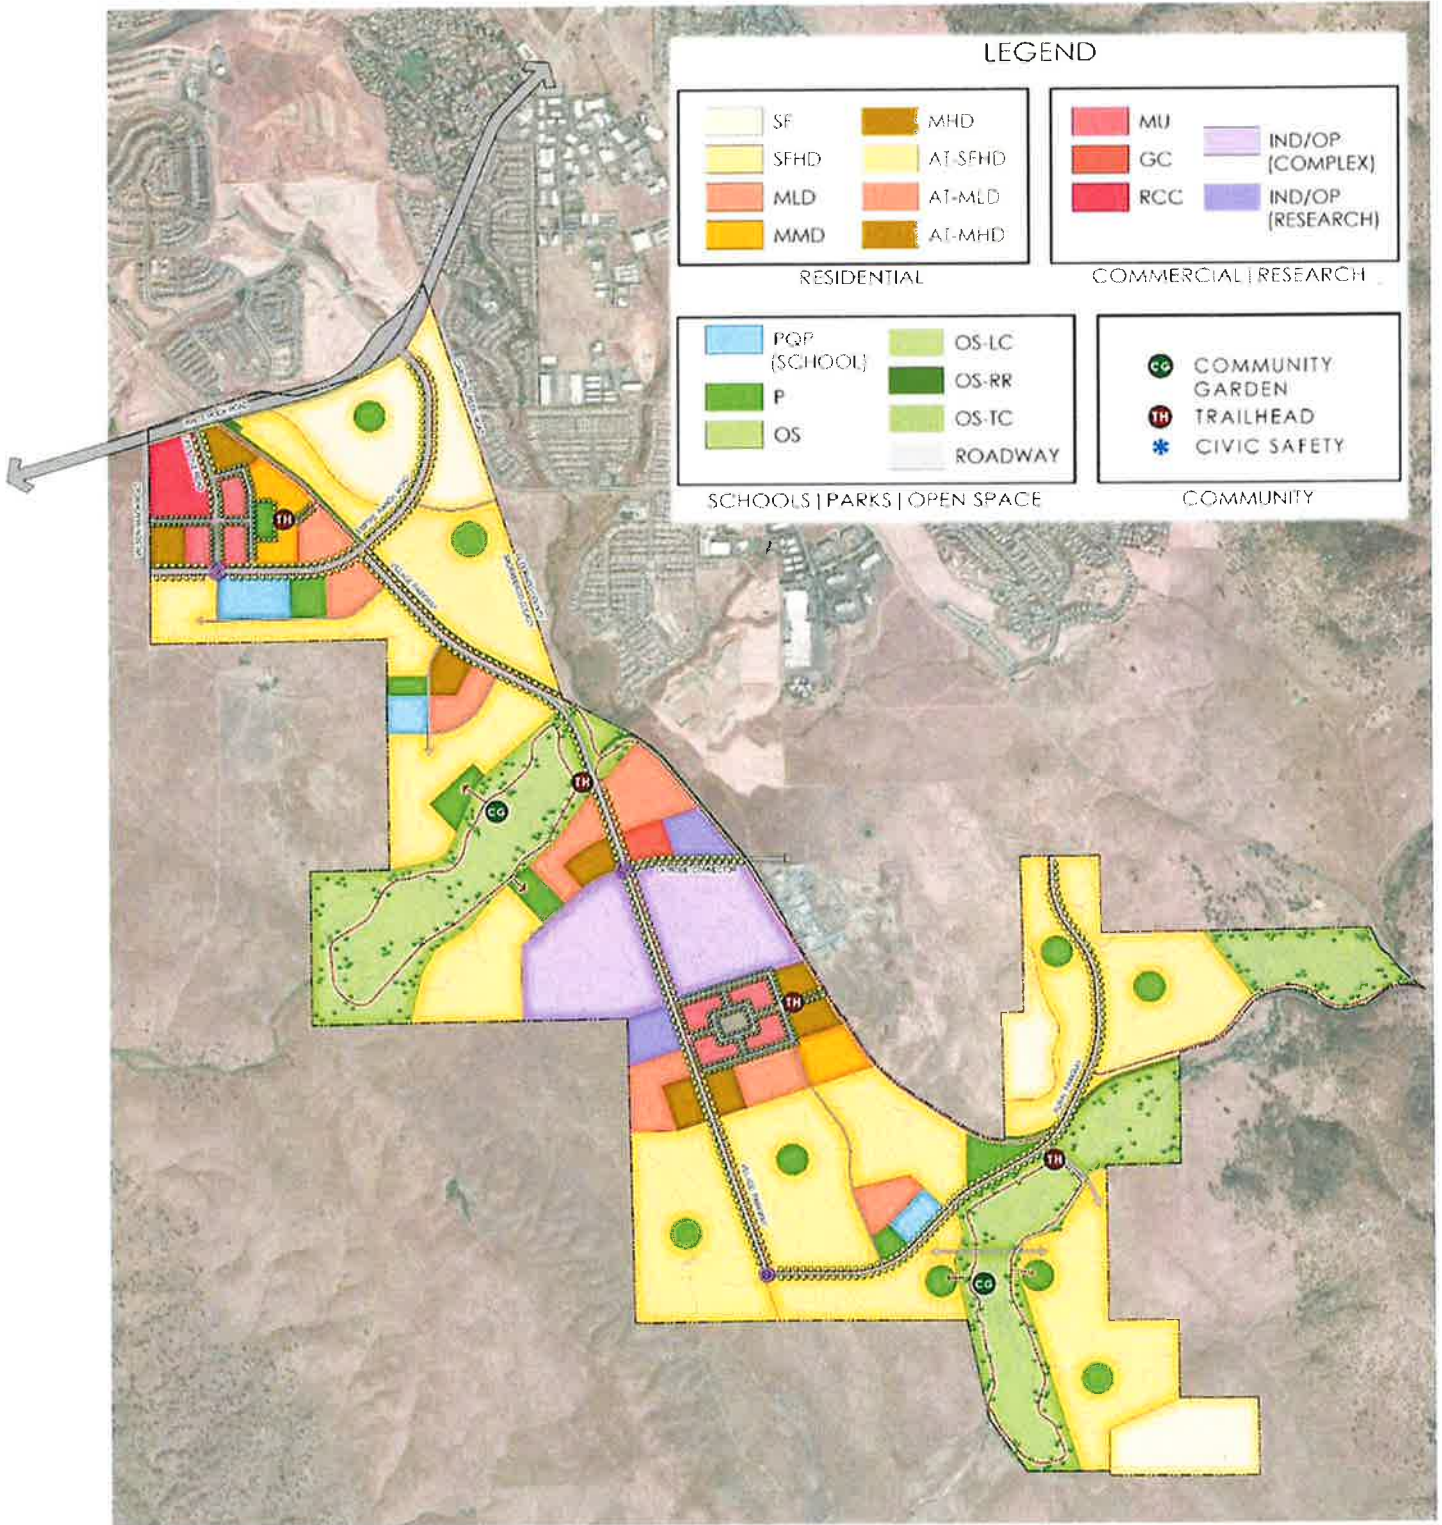 LEGEND
SF
SFHD
MLD
MMD
MHD
AT-SFHD
AT-MLD
AT-MHD
RESIDENTIAL
MU
GC
RCC
IND/OP
(COMPLEX)
IND/OP
(RESEARCH)
COMMERCIAL | RESEARCH
PQP
(SCHOOL)
P
OS
OS-LC
OS-RR
OS-TC
ROADWAY
SCHOOLS | PARKS | OPEN SPACE
CG
COMMUNITY
GARDEN
TH
TRAILHEAD
CIVIC SAFETY
COMMUNITY
TH
TH
CG
TH
TH
CG